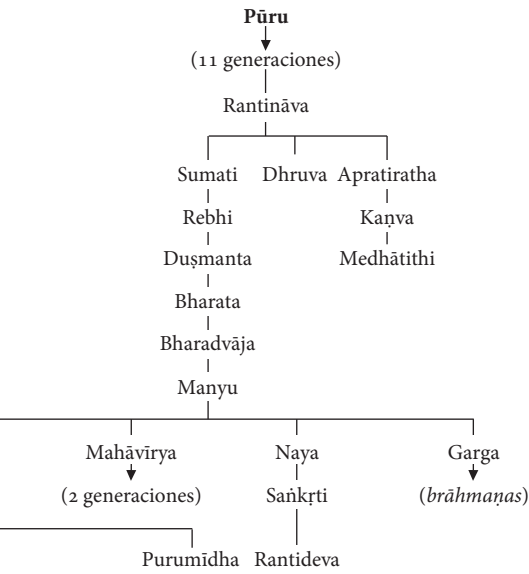 Pūru
(11 generaciones)
Rantināva
Sumati Dhruva Apratiratha
Rebhi Kaṇva
Duṣmanta Medhātithi
Bharata
Bharadvāja
Manyu
Mahāvīrya Naya Garga
(2 generaciones) Saṅkṛti (brāhmaṇas)
Purumīdha Rantideva